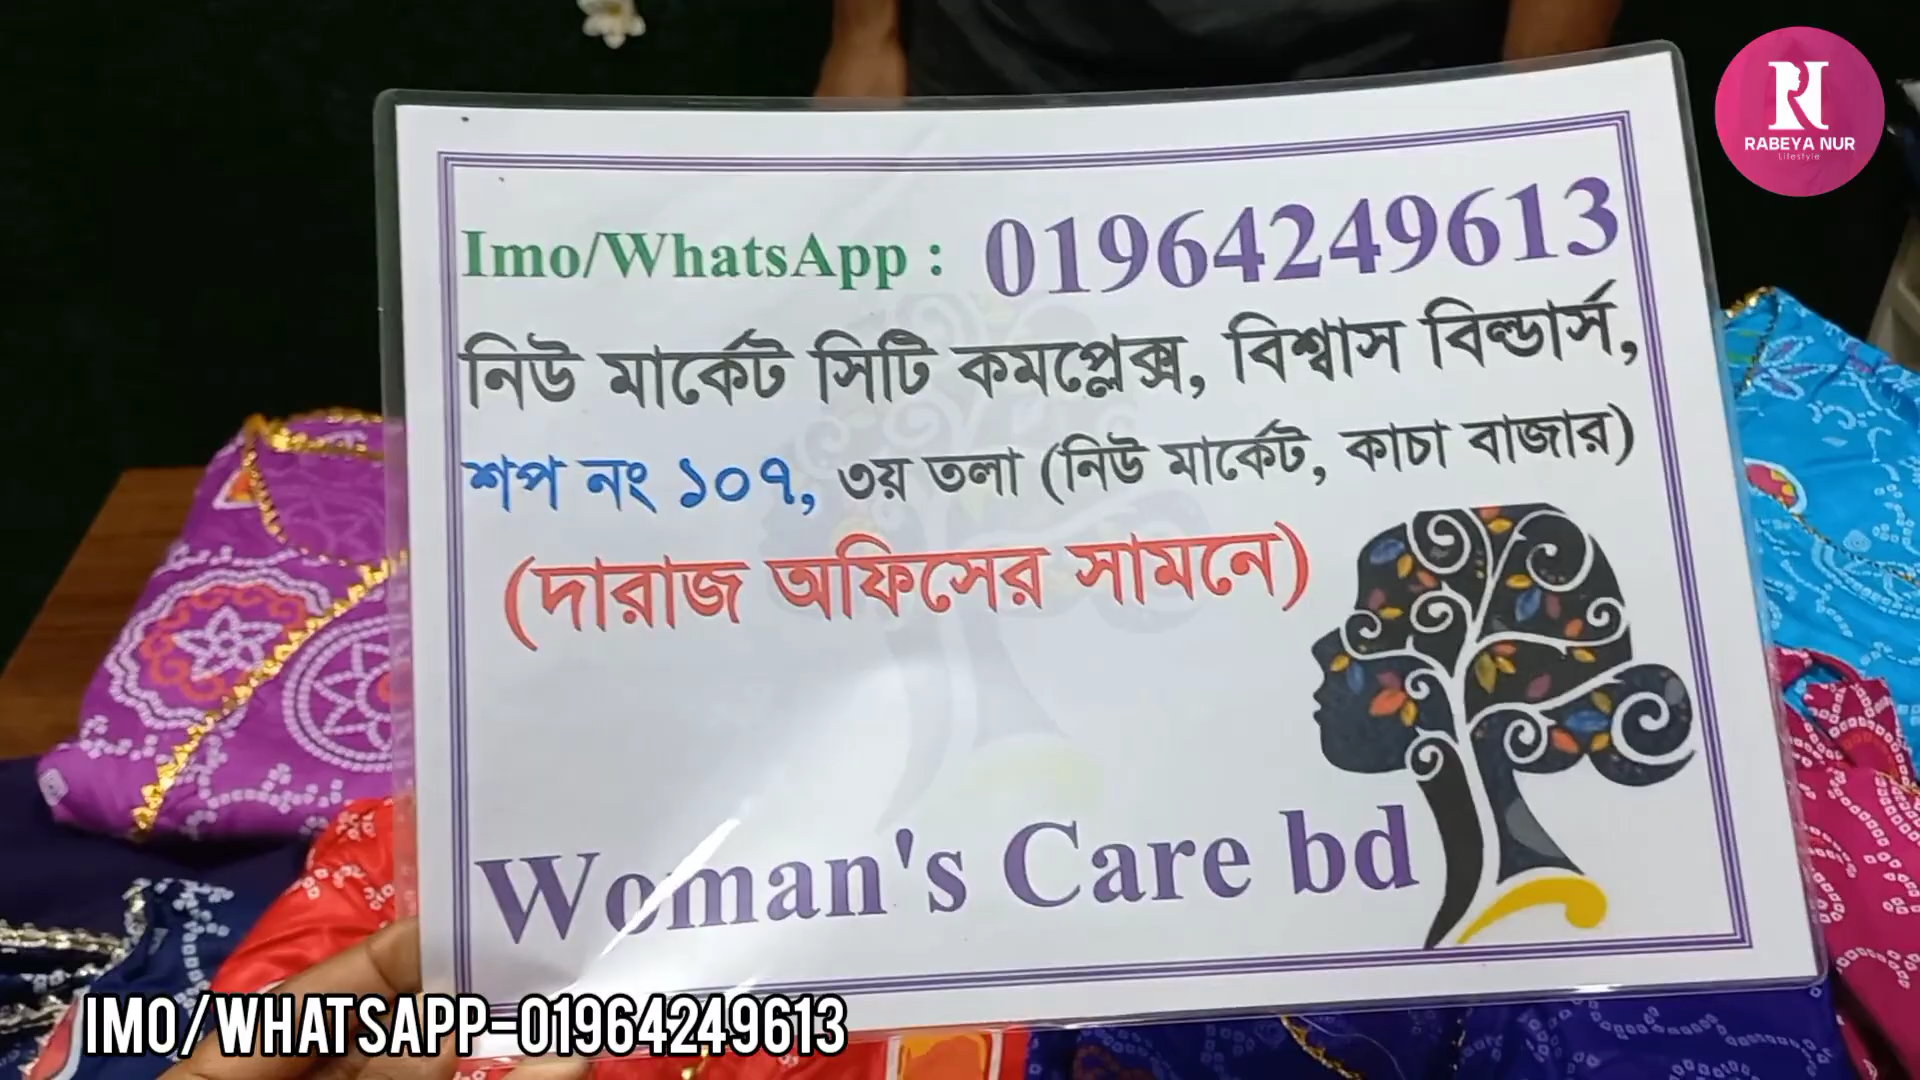 RN
RABEYA NUR
Lifestyle
Imo/WhatsApp : 01964249613
নিউ মার্কেট সিটি কমপ্লেক্স, বিশ্বাস বিল্ডার্স,
শপ নং ১০৭, ৩য় তলা (নিউ মার্কেট, কাচা বাজার)
(দারাজ অফিসের সামনে)
Woman's Care bd
IMO/WHATSAPP-01964249613